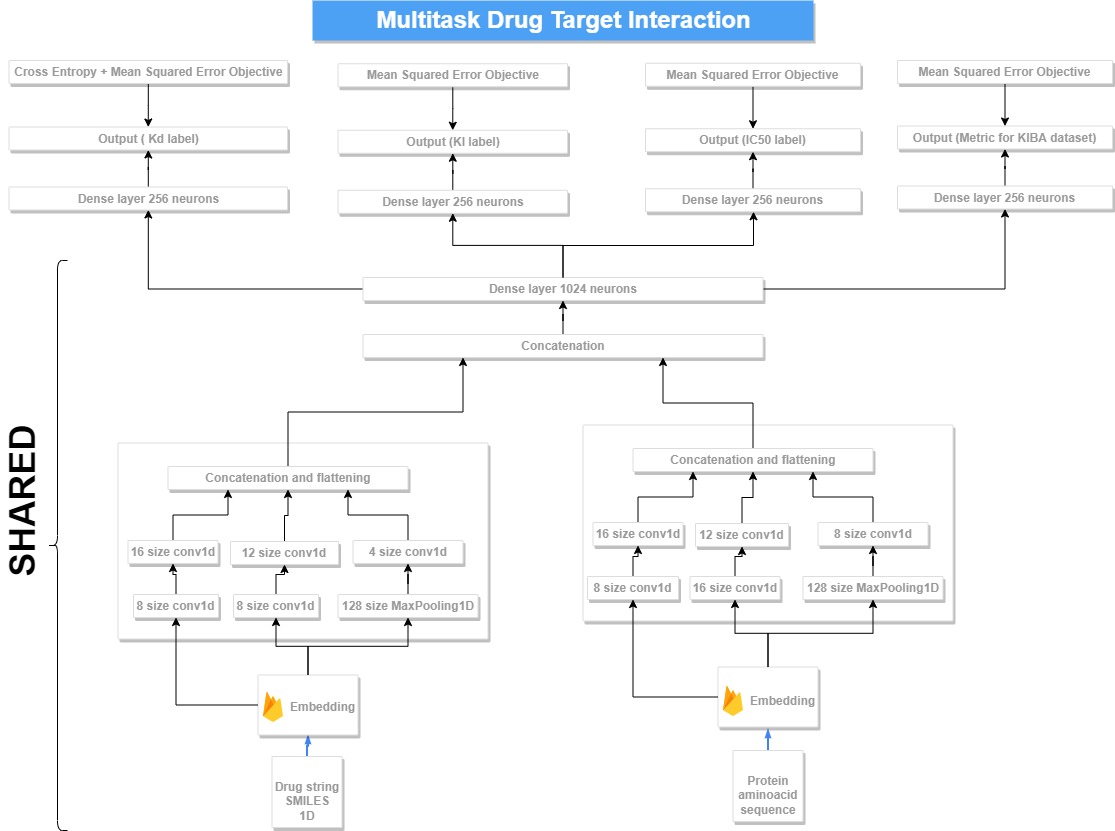 Multitask Drug Target Interaction
Cross Entropy + Mean Squared Error Objective
Mean Squared Error Objective
Mean Squared Error Objective
Mean Squared Error Objective
Output ( Kd label)
Output (KI label)
Output (IC50 label)
Output (Metric for KIBA dataset)
Dense layer 256 neurons
Dense layer 256 neurons
Dense layer 256 neurons
Dense layer 256 neurons
Dense layer 1024 neurons
Concatenation
SHARED
Concatenation and flattening
16 size conv1d
12 size conv1d
4 size conv1d
8 size conv1d
8 size conv1d
128 size MaxPooling1D
Embedding
Drug string
SMILES
1D
Concatenation and flattening
16 size conv1d
12 size conv1d
8 size conv1d
8 size conv1d
16 size conv1d
128 size MaxPooling1D
Embedding
Protein
aminoacid
sequence